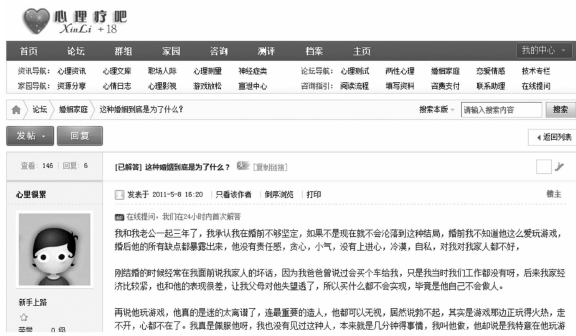 心理疗吧
XinLi +18
首页 论坛 群组 家园 咨询 测评 档案 主页 我的中心
资讯导航: 心理资讯 心理文库 职场人际 心理测量 神经症类 论坛导航: 心理测试 两性心理 婚姻家庭 恋爱情感 技术专栏
家园导航: 资源分享 心情日志 心理影视 游戏放松 咨询指引: 阅读流程 填写资料 咨费支付 联系助理 在线提问
论坛 婚姻家庭 这种婚姻到底是为了什么? 搜索本版 请输入搜索内容 搜索
发帖 回复 返回列表
查看: 146 回复: 6 [已解答] 这种婚姻到底是为了什么? [复制链接]
心里很累 发表于 2011-5-8 16:20 只看该作者 倒序浏览 打印 楼主
在线提问,我们在24小时内首次解答
我和我老公一起三年了,我承认我在婚前不够坚定,如果不是现在就不会沦落到这种结局,婚前我不知道他这么爱玩游戏,
婚后他的所有缺点都暴露出来,他没有责任感,贪心,小气,没有上进心,冷漠,自私,对我对我家人都不好,
刚结婚的时候经常在我面前说我家人的坏话,因为我爸爸曾说过会买个车给我,只是我当时我们工作都没有呀,后来我家经
济比较紧,也和他的表现很差,让我父母对他失望透了,所以买什么都不会实现,毕竟是他自己不会做人。
新手上路
再说他玩游戏,他真的是迷的太离谱了,连最重要的造人,他都可以无视,居然说勃不起,其实是游戏那边正玩得火热,走
不开,心都不在了。我真是佩服他呀,我也没有见过这种人,本来就是几分钟得事情,我叫他做,他却说是我特意在他玩游
荣誉 0 级